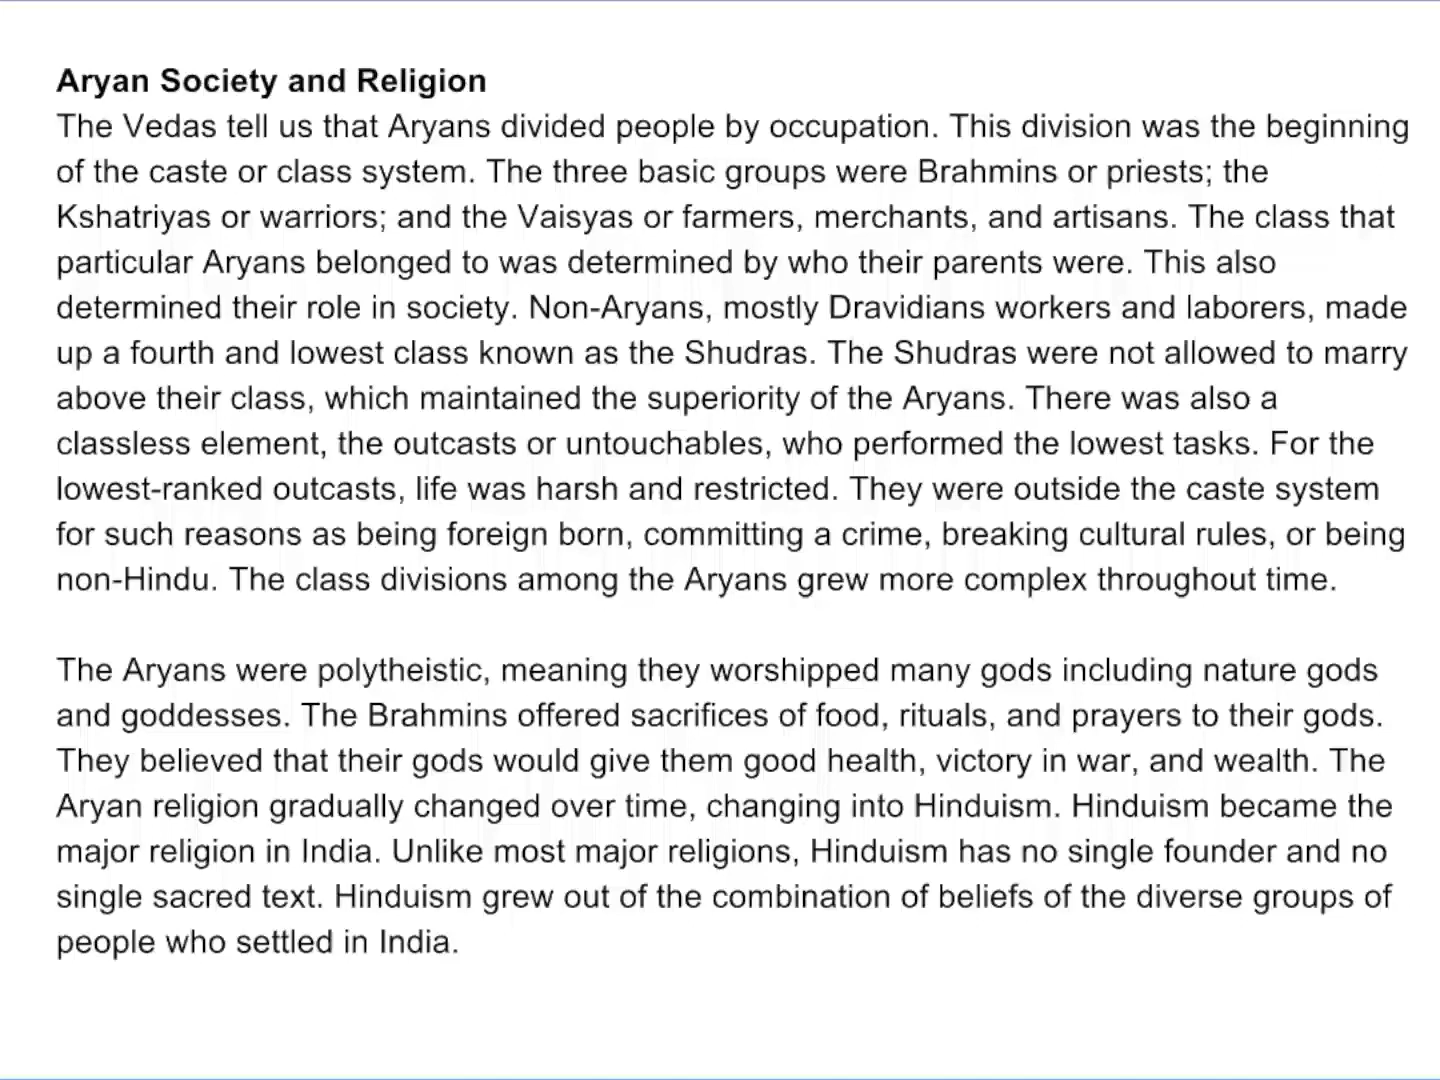 Aryan Society and Religion
The Vedas tell us that Aryans divided people by occupation. This division was the beginning
of the caste or class system. The three basic groups were Brahmins or priests; the
Kshatriyas or warriors; and the Vaisyas or farmers, merchants, and artisans. The class that
particular Aryans belonged to was determined by who their parents were. This also
determined their role in society. Non-Aryans, mostly Dravidians workers and laborers, made
up a fourth and lowest class known as the Shudras. The Shudras were not allowed to marry
above their class, which maintained the superiority of the Aryans. There was also a
classless element, the outcasts or untouchables, who performed the lowest tasks. For the
lowest-ranked outcasts, life was harsh and restricted. They were outside the caste system
for such reasons as being foreign born, committing a crime, breaking cultural rules, or being
non-Hindu. The class divisions among the Aryans grew more complex throughout time.
The Aryans were polytheistic, meaning they worshipped many gods including nature gods
and goddesses. The Brahmins offered sacrifices of food, rituals, and prayers to their gods.
They believed that their gods would give them good health, victory in war, and wealth. The
Aryan religion gradually changed over time, changing into Hinduism. Hinduism became the
major religion in India. Unlike most major religions, Hinduism has no single founder and no
single sacred text. Hinduism grew out of the combination of beliefs of the diverse groups of
people who settled in India.